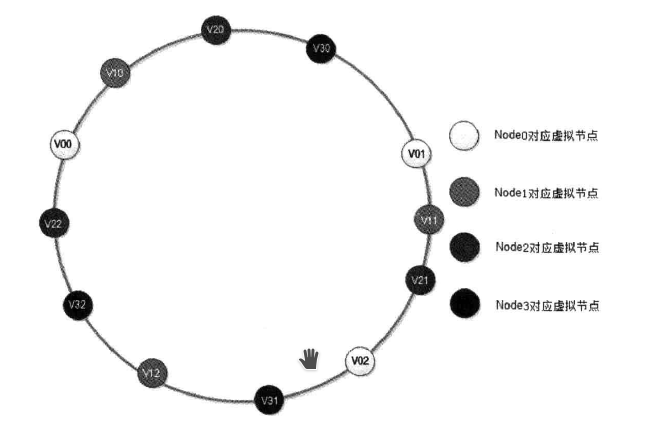 V20
V30
V10
V00
V01
Node0对应虚拟节点
Node1对应虚拟节点
V22
V11
Node2对应虚拟节点
V21
V32
Node3对应虚拟节点
V02
V12
V31